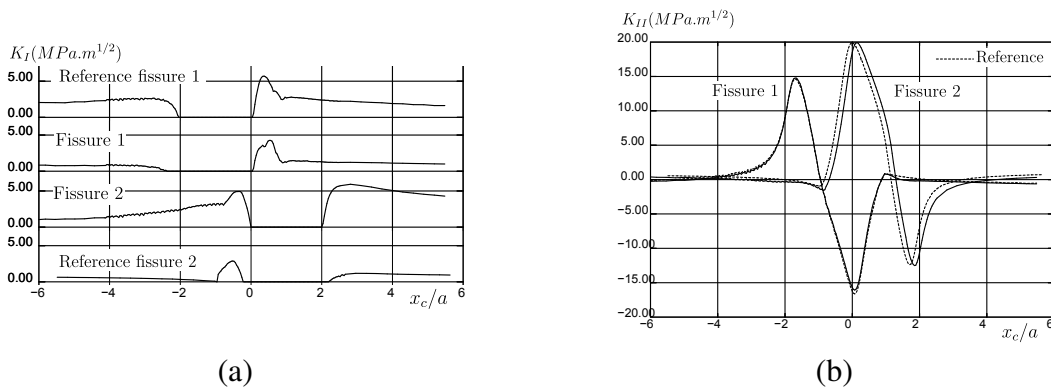 K_I(MPa.m^{1/2})
5.00
Reference fissure 1
0.00
5.00
Fissure 1
0.00
5.00
Fissure 2
0.00
5.00
Reference fissure 2
0.00
−6 −4 −2 0 2 4 6
x_c/a
(a)
K_{II}(MPa.m^{1/2})
20.00
Reference
15.00
Fissure 1
Fissure 2
10.00
5.00
0.00
−5.00
−10.00
−15.00
−20.00
−6 −4 −2 0 2 4 6
x_c/a
(b)